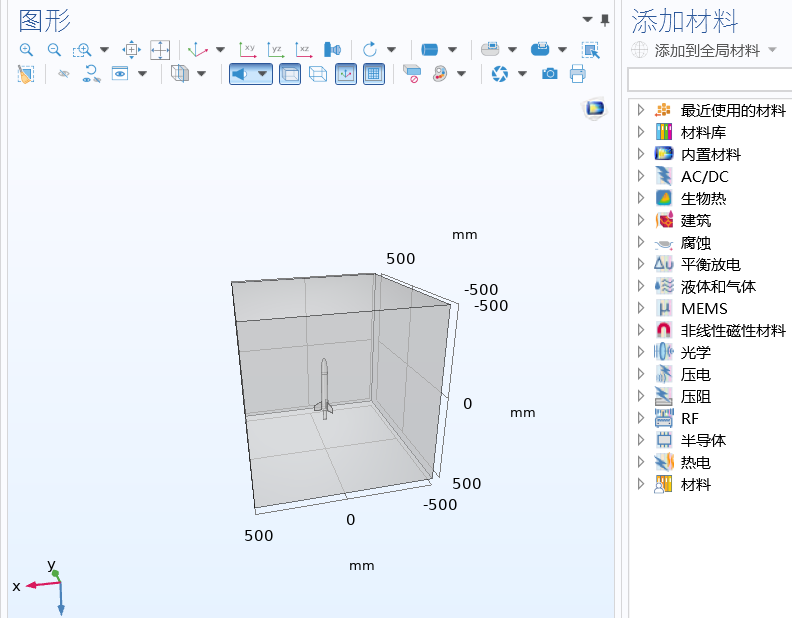 图形
xy
yz
xz
mm
500
-500
-500
0
mm
500
-500
0
500
mm
y
x
添加材料
添加到全局材料
最近使用的材料
材料库
内置材料
AC/DC
生物热
建筑
腐蚀
平衡放电
液体和气体
MEMS
非线性磁性材料
光学
压电
压阻
RF
半导体
热电
材料